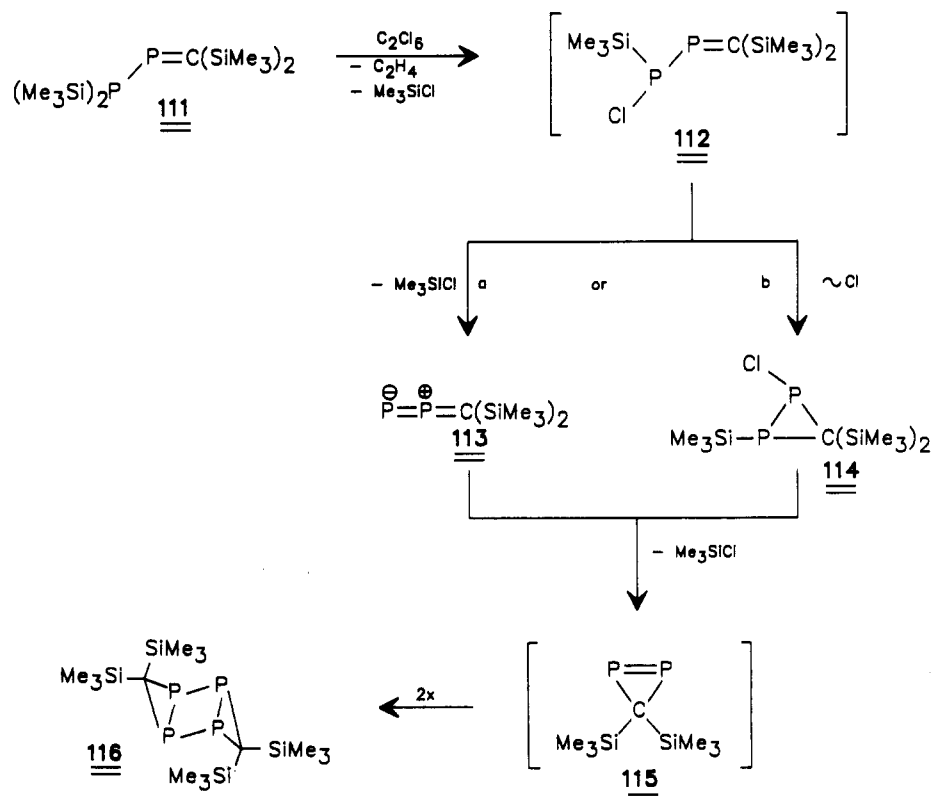 P=C(SiMe3)2
(Me3Si)2P
111
C2Cl6
- C2H4
- Me3SiCl
Me3Si
P=C(SiMe3)2
P
Cl
112
- Me3SiCl
a
or
b
~Cl
⊖ ⊕
P=P=C(SiMe3)2
113
Cl
P
Me3Si-P
C(SiMe3)2
114
- Me3SiCl
SiMe3
Me3Si
P P
P P
SiMe3
Me3Si
116
2x
P=P
C
Me3Si SiMe3
115